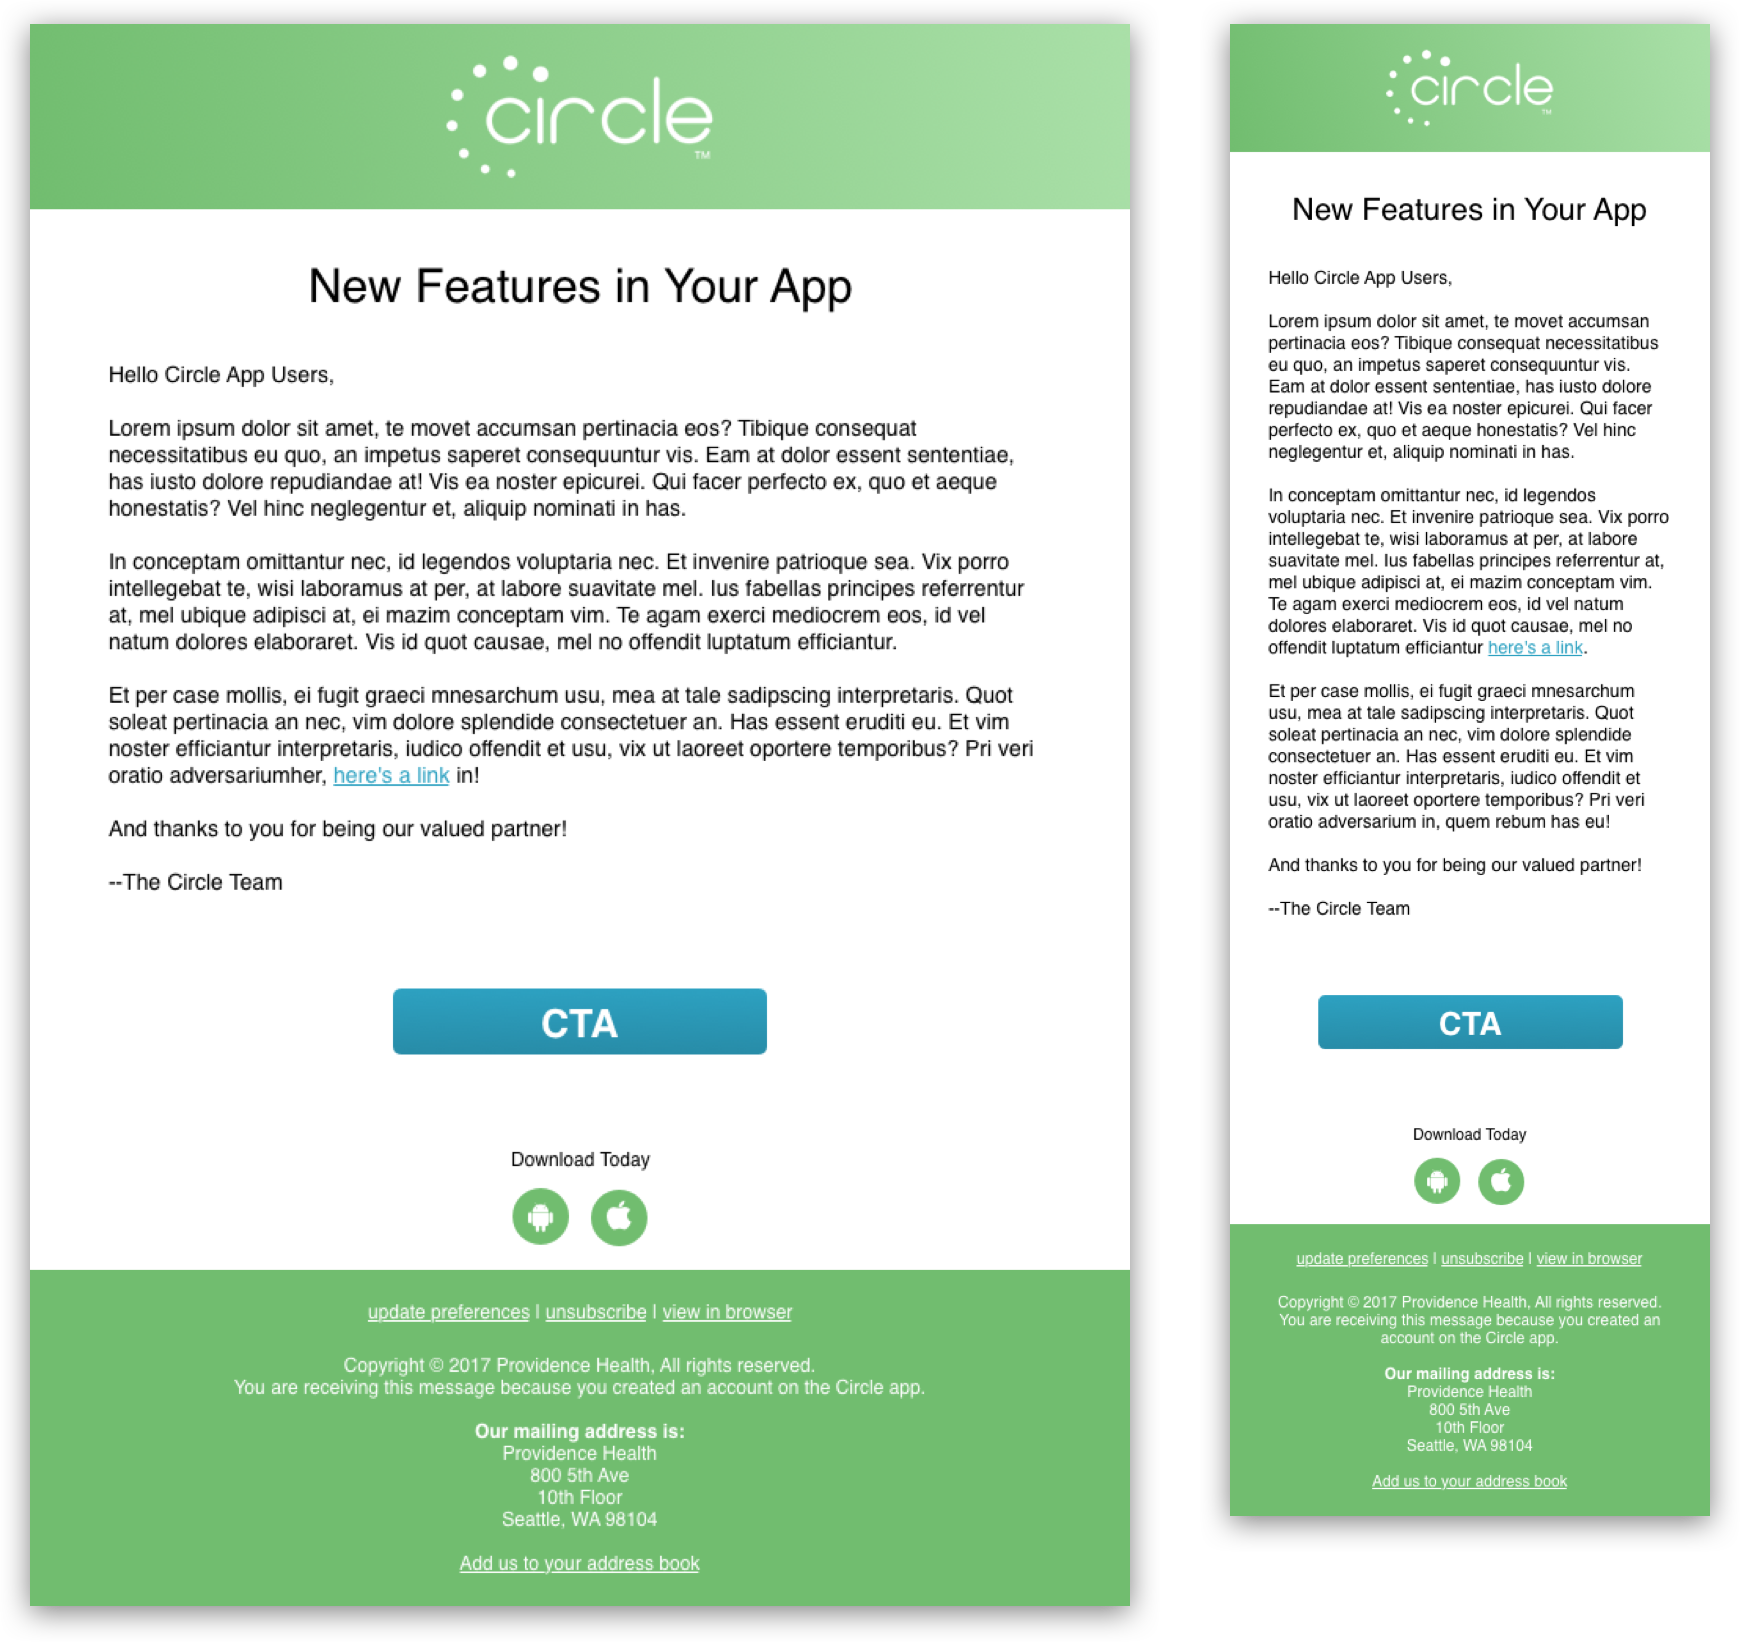 circle
TM
New Features in Your App
Hello Circle App Users,
Lorem ipsum dolor sit amet, te movet accumsan pertinacia eos? Tibique consequat
necessitatibus eu quo, an impetus saperet consequuntur vis. Eam at dolor essent sententiae,
has iusto dolore repudiandae at! Vis ea noster epicurei. Qui facer perfecto ex, quo et aeque
honestatis? Vel hinc neglegentur et, aliquip nominati in has.
In conceptam omittantur nec, id legendos voluptaria nec. Et invenire patrioque sea. Vix porro
intellegebat te, wisi laboramus at per, at labore suavitate mel. Ius fabellas principes referrentur
at, mel ubique adipisci at, ei mazim conceptam vim. Te agam exerci mediocrem eos, id vel
natum dolores elaboraret. Vis id quot causae, mel no offendit luptatum efficiantur.
Et per case mollis, ei fugit graeci mnesarchum usu, mea at tale sadipscing interpretaris. Quot
soleat pertinacia an nec, vim dolore splendide consectetuer an. Has essent eruditi eu. Et vim
noster efficiantur interpretaris, iudico offendit et usu, vix ut laoreet oportere temporibus? Pri veri
oratio adversariumher, here's a link in!
And thanks to you for being our valued partner!
--The Circle Team
CTA
Download Today
update preferences | unsubscribe | view in browser
Copyright © 2017 Providence Health, All rights reserved.
You are receiving this message because you created an account on the Circle app.
Our mailing address is:
Providence Health
800 5th Ave
10th Floor
Seattle, WA 98104
Add us to your address book
circle
TM
New Features in Your App
Hello Circle App Users,
Lorem ipsum dolor sit amet, te movet accumsan
pertinacia eos? Tibique consequat necessitatibus
eu quo, an impetus saperet consequuntur vis.
Eam at dolor essent sententiae, has iusto dolore
repudiandae at! Vis ea noster epicurei. Qui facer
perfecto ex, quo et aeque honestatis? Vel hinc
neglegentur et, aliquip nominati in has.
In conceptam omittantur nec, id legendos
voluptaria nec. Et invenire patrioque sea. Vix porro
intellegebat te, wisi laboramus at per, at labore
suavitate mel. Ius fabellas principes referrentur at,
mel ubique adipisci at, ei mazim conceptam vim.
Te agam exerci mediocrem eos, id vel natum
dolores elaboraret. Vis id quot causae, mel no
offendit luptatum efficiantur here's a link.
Et per case mollis, ei fugit graeci mnesarchum
usu, mea at tale sadipscing interpretaris. Quot
soleat pertinacia an nec, vim dolore splendide
consectetuer an. Has essent eruditi eu. Et vim
noster efficiantur interpretaris, iudico offendit et
usu, vix ut laoreet oportere temporibus? Pri veri
oratio adversarium in, quem rebum has eu!
And thanks to you for being our valued partner!
--The Circle Team
CTA
Download Today
update preferences | unsubscribe | view in browser
Copyright © 2017 Providence Health, All rights reserved.
You are receiving this message because you created an
account on the Circle app.
Our mailing address is:
Providence Health
800 5th Ave
10th Floor
Seattle, WA 98104
Add us to your address book